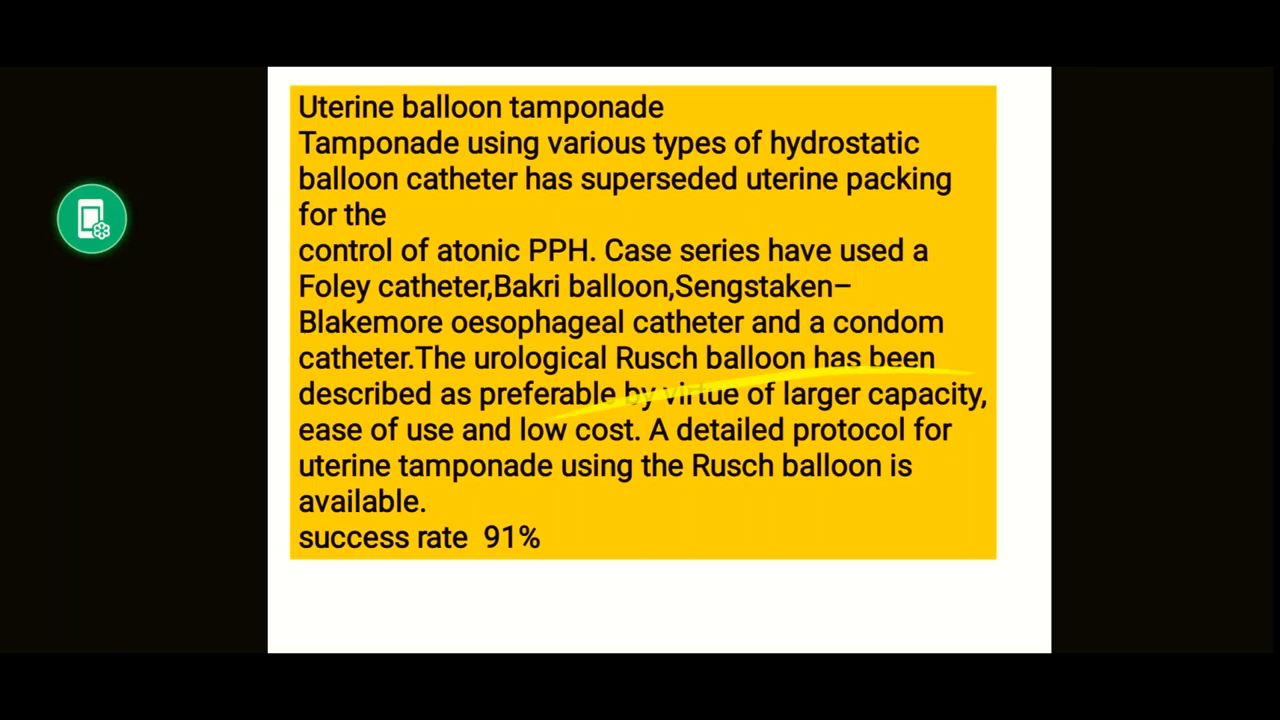 Uterine balloon tamponade
Tamponade using various types of hydrostatic
balloon catheter has superseded uterine packing
for the
control of atonic PPH. Case series have used a
Foley catheter,Bakri balloon,Sengstaken–
Blakemore oesophageal catheter and a condom
catheter.The urological Rusch balloon has been
described as preferable by virtue of larger capacity,
ease of use and low cost. A detailed protocol for
uterine tamponade using the Rusch balloon is
available.
success rate  91%